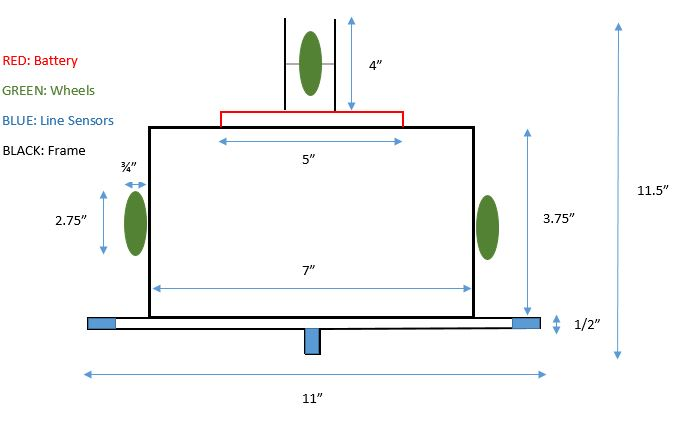 4”
RED: Battery
GREEN: Wheels
BLUE: Line Sensors
BLACK: Frame
5”
¾”
11.5”
2.75”
3.75”
7”
1/2”
11”